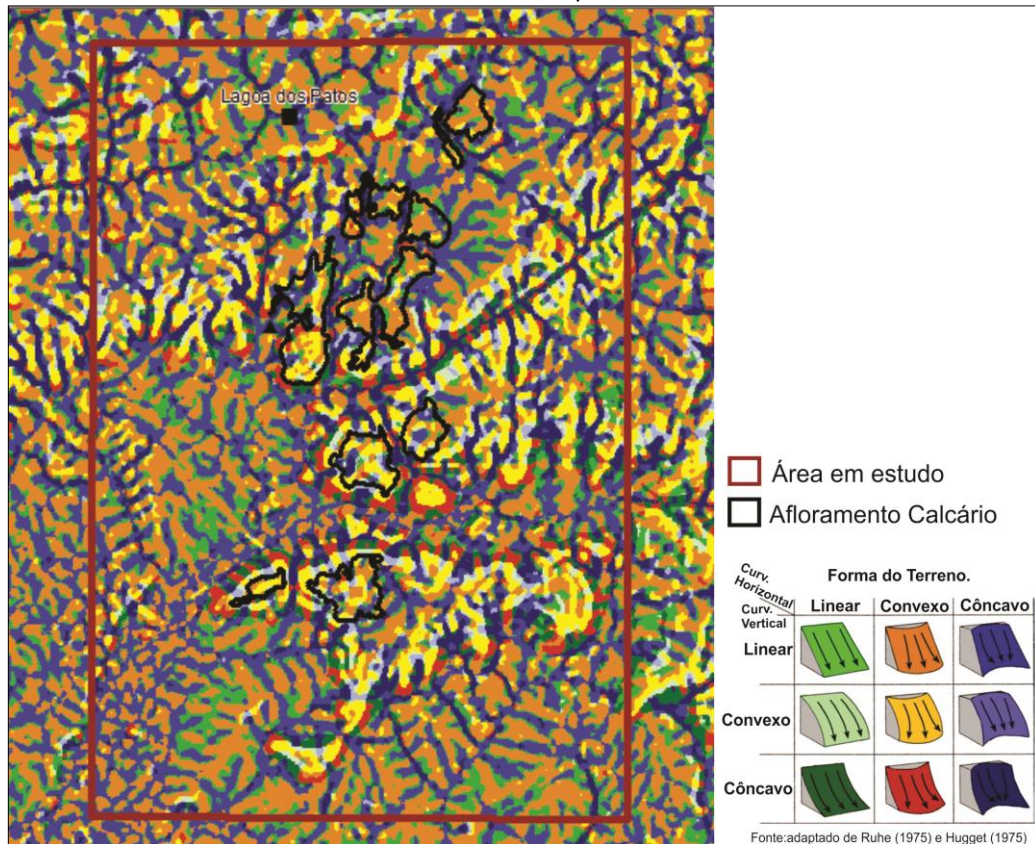 Lagoa dos Patos
Área em estudo
Afloramento Calcário
Curv. Horizontal
Forma do Terreno.
Curv. Vertical
Linear
Convexo
Côncavo
Linear
Convexo
Côncavo
Fonte:adaptado de Ruhe (1975) e Hugget (1975)